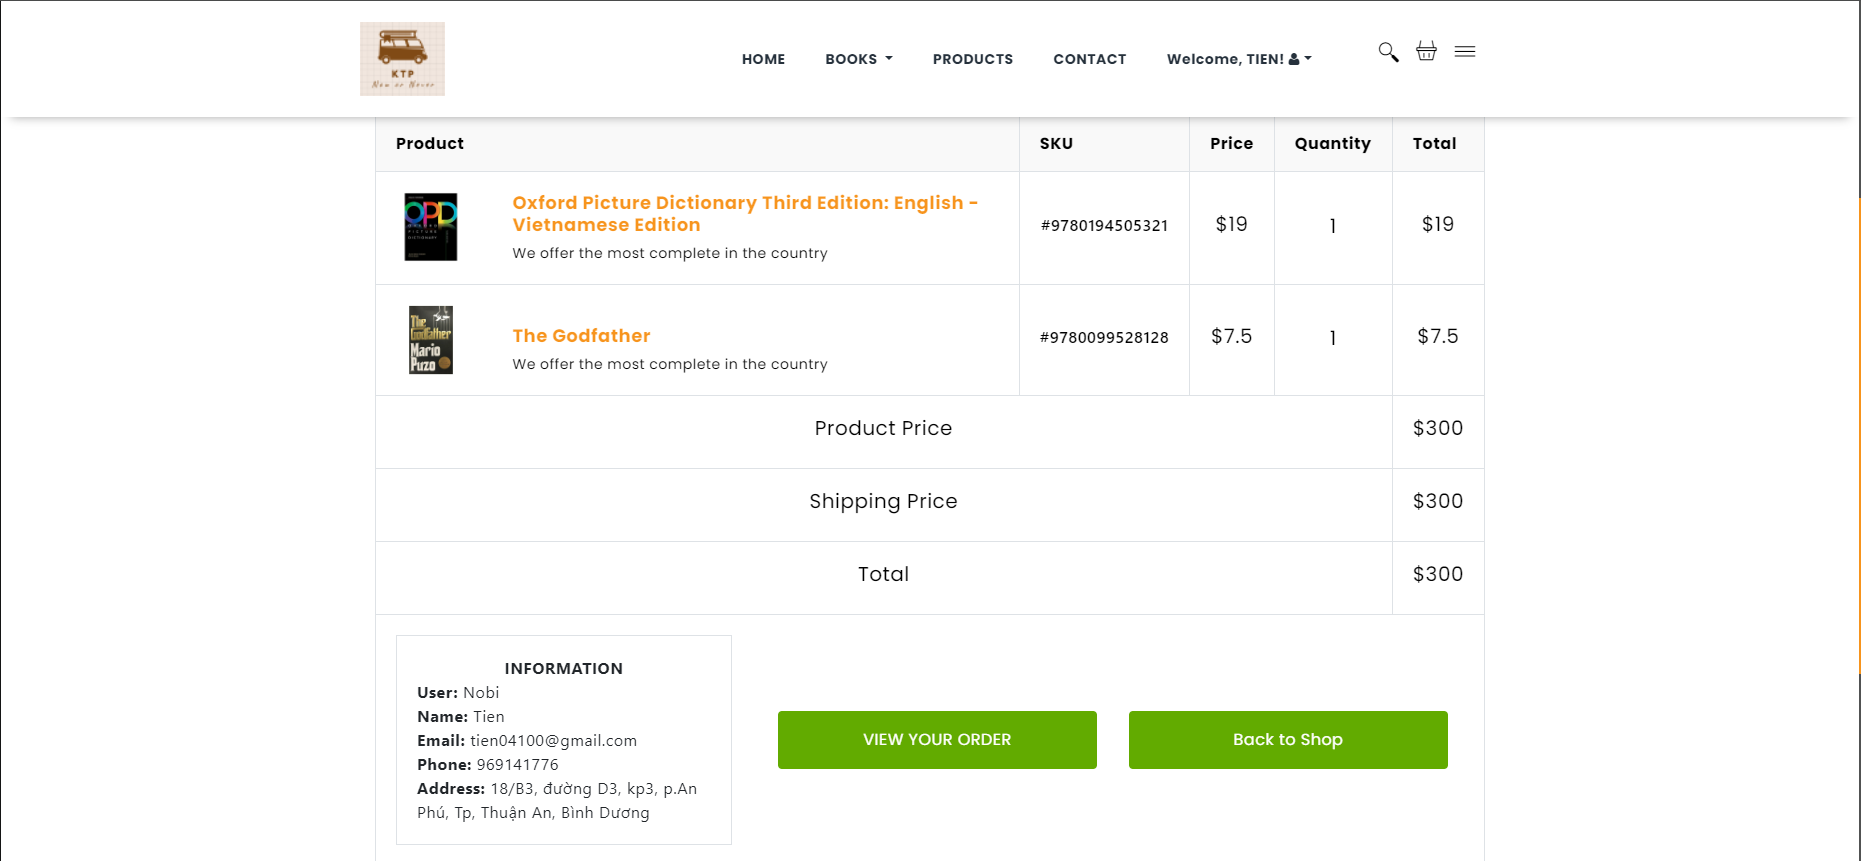 KTP
Now or Never
HOME
BOOKS
PRODUCTS
CONTACT
Welcome, TIEN!
Product
SKU
Price
Quantity
Total
OPD
OXFORD
PICTURE
DICTIONARY
Oxford Picture Dictionary Third Edition: English -
Vietnamese Edition
We offer the most complete in the country
#9780194505321
$19
1
$19
The
Godfather
Mario
Puzo
The Godfather
We offer the most complete in the country
#9780099528128
$7.5
1
$7.5
Product Price
$300
Shipping Price
$300
Total
$300
INFORMATION
User: Nobi
Name: Tien
Email: tien04100@gmail.com
Phone: 969141776
Address: 18/B3, đường D3, kp3, p.An
Phú, Tp, Thuận An, Bình Dương
VIEW YOUR ORDER
Back to Shop